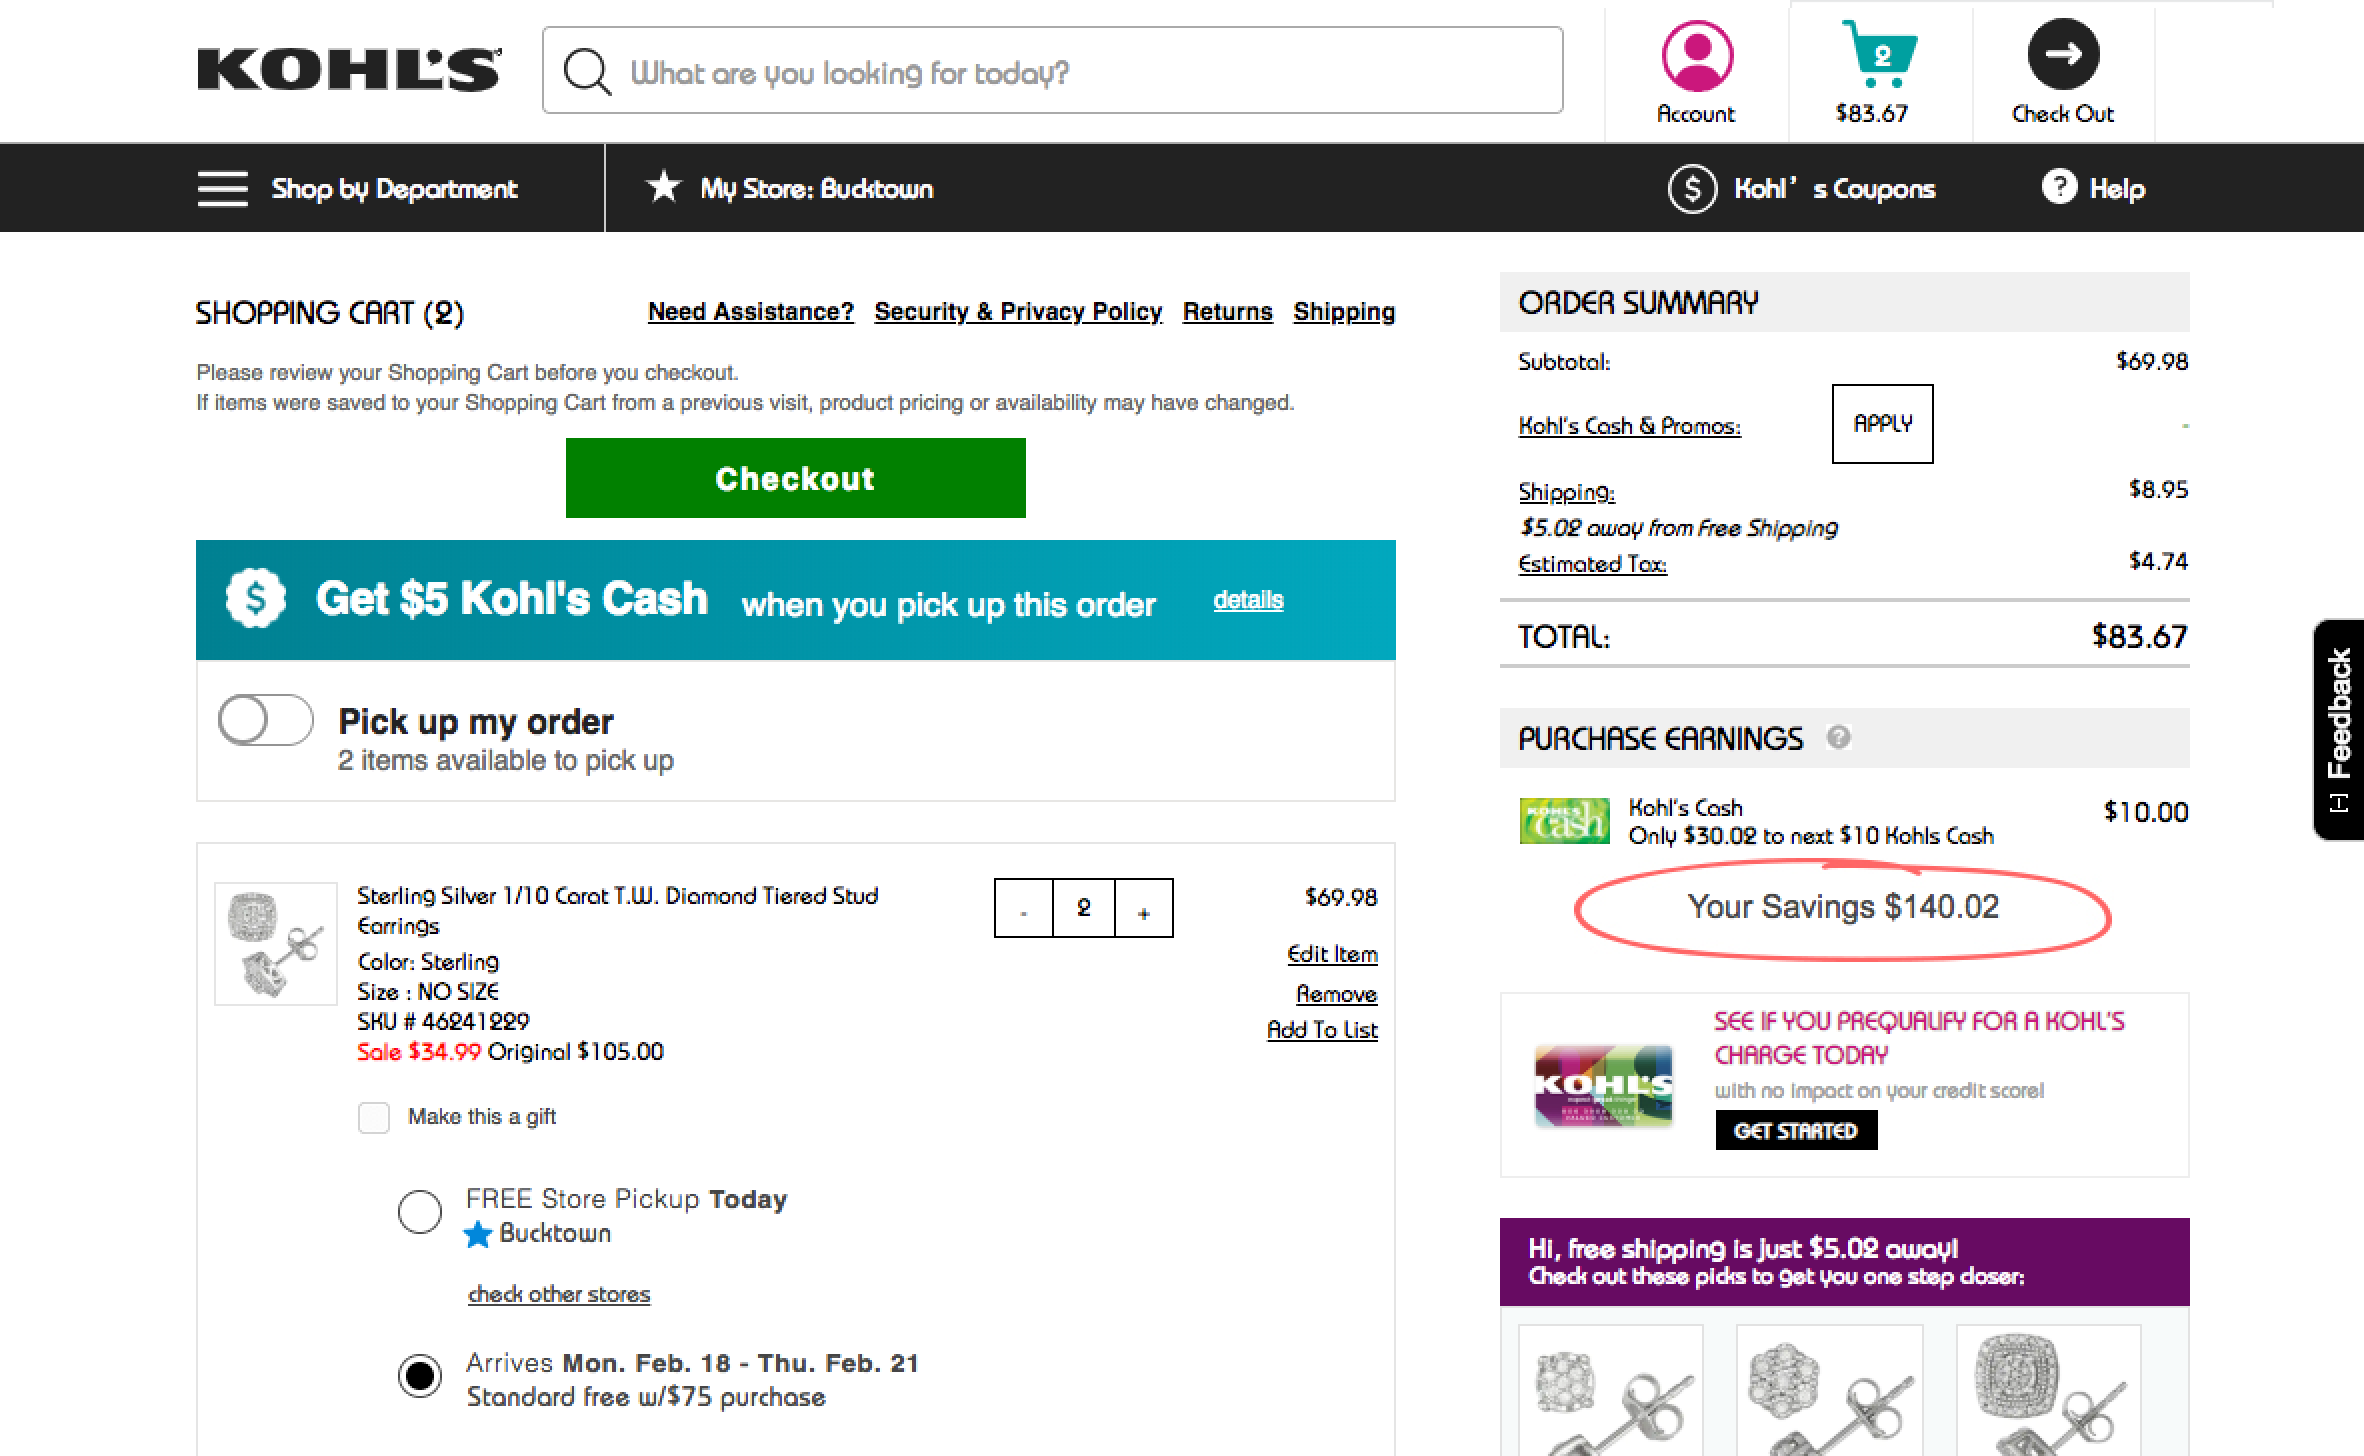 KOHL'S
What are you looking for today?
Account
2
$83.67
Check Out
Shop by Department
My Store: Bucktown
$
Kohl’ s Coupons
? Help
SHOPPING CART (2)
Need Assistance? Security & Privacy Policy Returns Shipping
Please review your Shopping Cart before you checkout.
If items were saved to your Shopping Cart from a previous visit, product pricing or availability may have changed.
Checkout
$ Get $5 Kohl's Cash when you pick up this order details
Pick up my order
2 items available to pick up
Sterling Silver 1/10 Carat T.W. Diamond Tiered Stud
Earrings
Color: Sterling
Size : NO SIZE
SKU # 46241229
Sale $34.99 Original $105.00
- 2 +
$69.98
Edit Item
Remove
Add To List
Make this a gift
FREE Store Pickup Today
Bucktown
check other stores
Arrives Mon. Feb. 18 - Thu. Feb. 21
Standard free w/$75 purchase
ORDER SUMMARY
Subtotal: $69.98
Kohl's Cash & Promos: APPLY -
Shipping: $8.95
$5.02 away from Free Shipping
Estimated Tax: $4.74
TOTAL: $83.67
PURCHASE EARNINGS ?
KOHL'S
cash
Kohl's Cash $10.00
Only $30.02 to next $10 Kohls Cash
Your Savings $140.02
KOHL'S
SEE IF YOU PREQUALIFY FOR A KOHL'S
CHARGE TODAY
with no impact on your credit score!
GET STARTED
Hi, free shipping is just $5.02 away!
Check out these picks to get you one step closer:
[-] Feedback